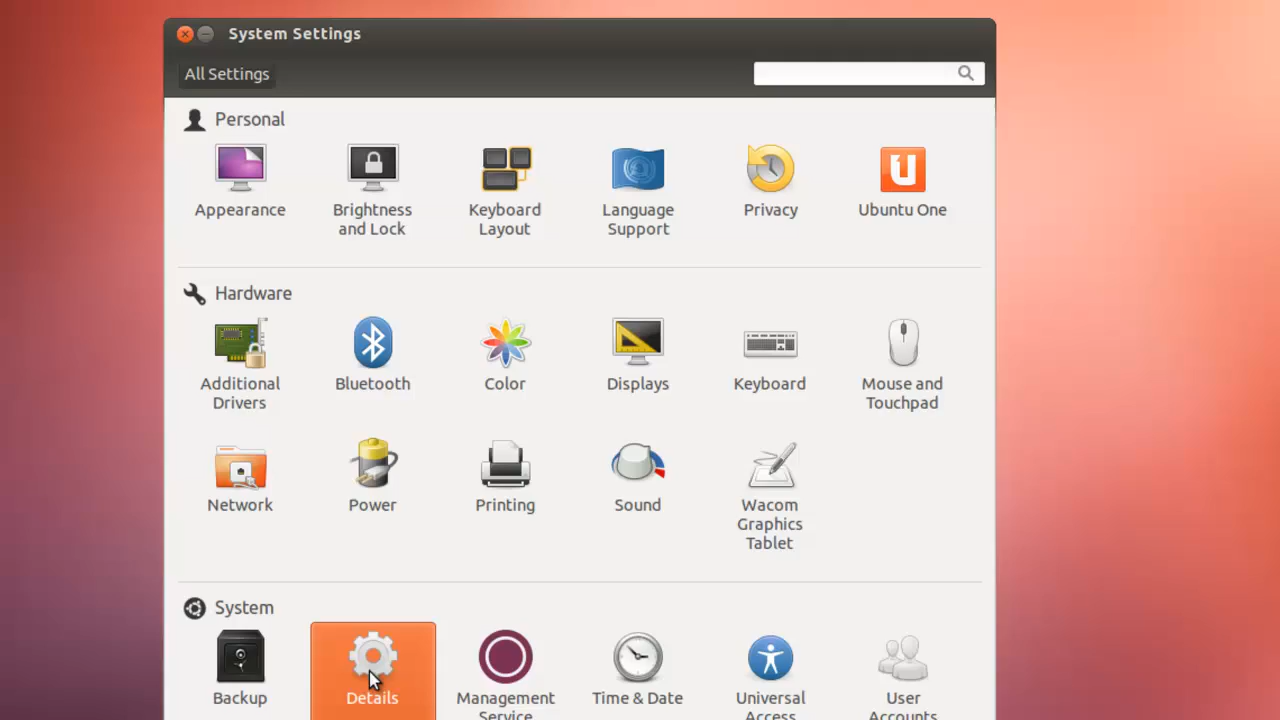 System Settings
All Settings
Personal
Appearance
Brightness
and Lock
Keyboard
Layout
Language
Support
Privacy
Ubuntu One
Hardware
Additional
Drivers
Bluetooth
Color
Displays
Keyboard
Mouse and
Touchpad
Network
Power
Printing
Sound
Wacom
Graphics
Tablet
System
Backup
Details
Management
Service
Time & Date
Universal
Access
User
Accounts